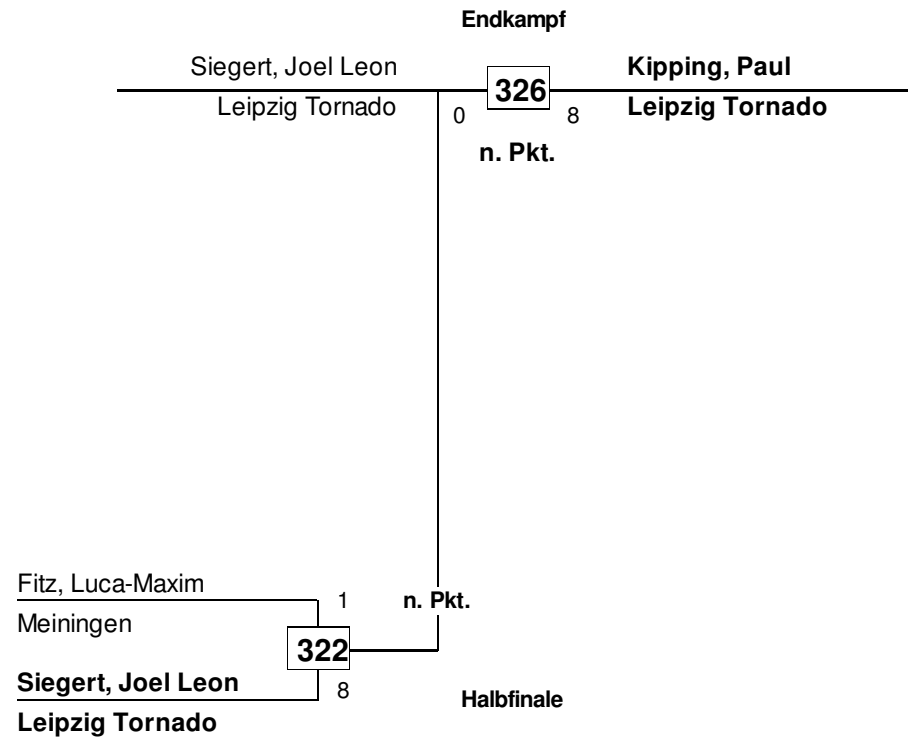 Endkampf
Siegert, Joel Leon
Leipzig Tornado
0
326
8
n. Pkt.
Kipping, Paul
Leipzig Tornado
Fitz, Luca-Maxim
Meiningen
1
n. Pkt.
322
Siegert, Joel Leon
Leipzig Tornado
8
Halbfinale